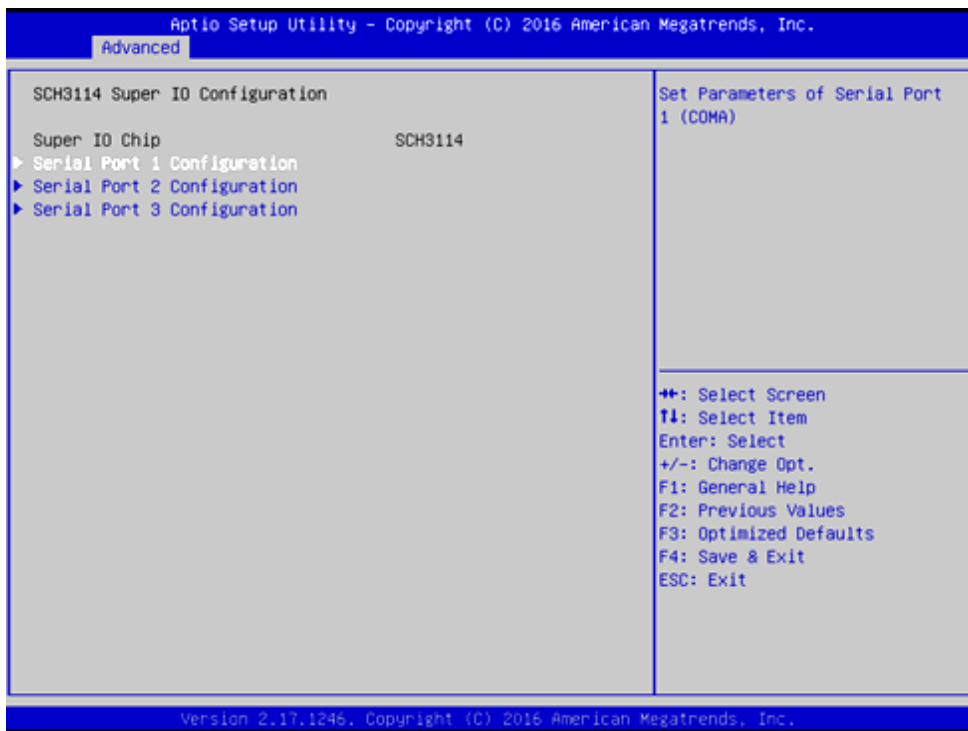 Aptio Setup Utility – Copyright (C) 2016 American Megatrends, Inc.
Advanced
SCH3114 Super IO Configuration
Super IO Chip SCH3114
Serial Port 1 Configuration
Serial Port 2 Configuration
Serial Port 3 Configuration
Set Parameters of Serial Port
1 (COMA)
→←: Select Screen
↑↓: Select Item
Enter: Select
+/-: Change Opt.
F1: General Help
F2: Previous Values
F3: Optimized Defaults
F4: Save & Exit
ESC: Exit
Version 2.17.1246. Copyright (C) 2016 American Megatrends, Inc.